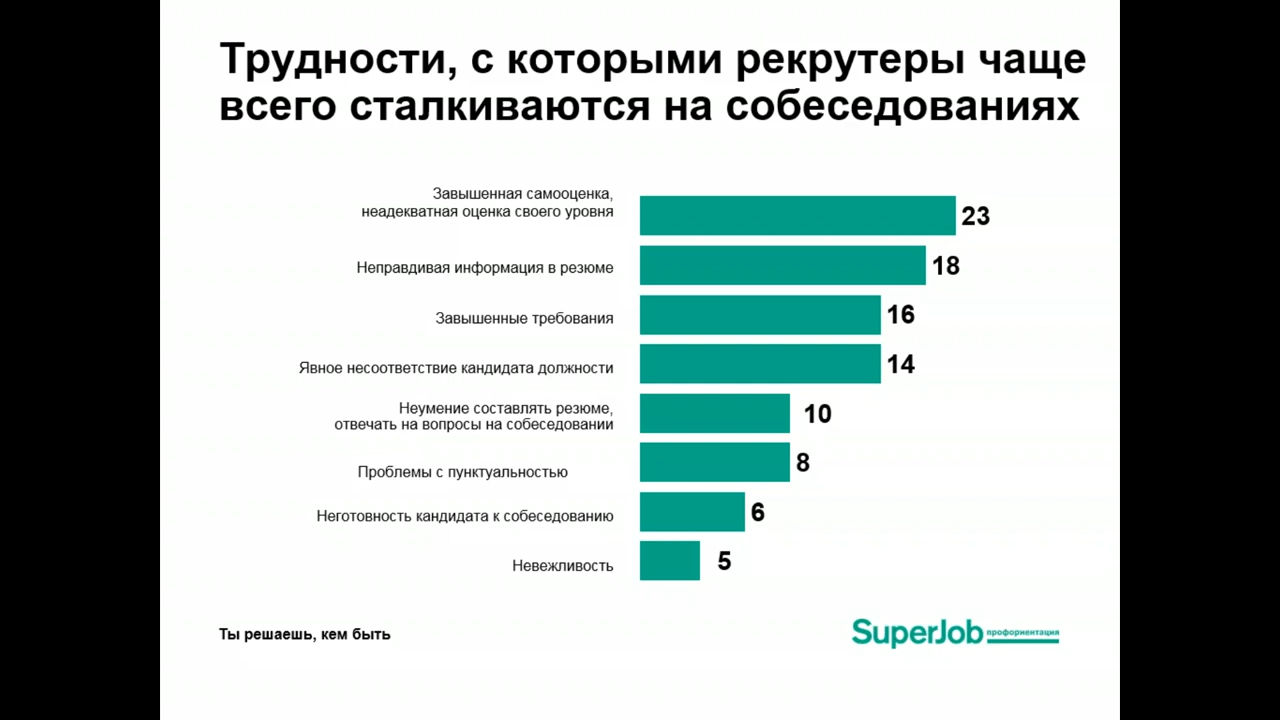 Трудности, с которыми рекрутеры чаще
всего сталкиваются на собеседованиях
Завышенная самооценка,
неадекватная оценка своего уровня
23
Неправдивая информация в резюме
18
Завышенные требования
16
Явное несоответствие кандидата должности
14
Неумение составлять резюме,
отвечать на вопросы на собеседовании
10
Проблемы с пунктуальностью
8
Неготовность кандидата к собеседованию
6
Невежливость
5
Ты решаешь, кем быть
SuperJob профориентация